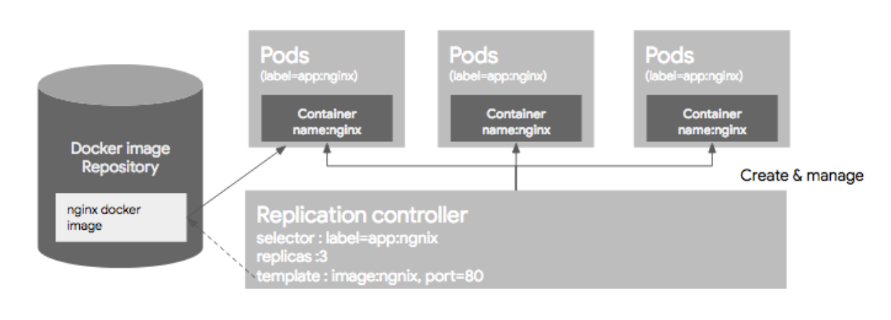 Pods
(label=app:nginx)
Container
name:nginx
Pods
(label=app:nginx)
Container
name:nginx
Pods
(label=app:nginx)
Container
name:nginx
Docker image
Repository
nginx docker
image
Create & manage
Replication controller
selector : label=app:ngnix
replicas :3
template : image:ngnix, port=80